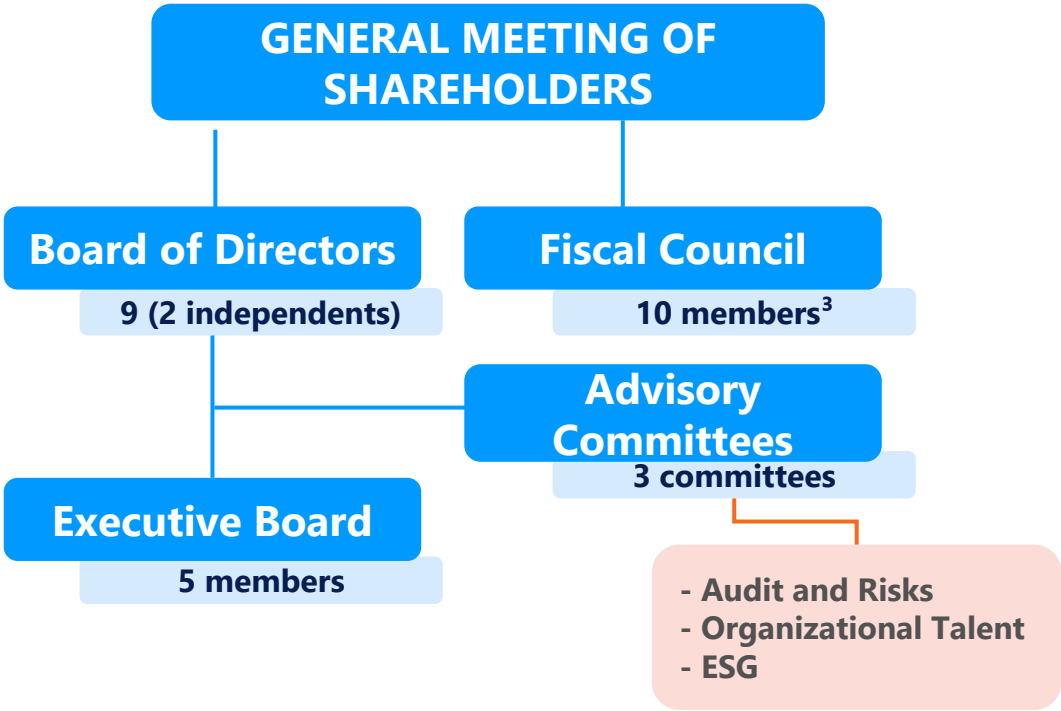 GENERAL MEETING OF
SHAREHOLDERS
Board of Directors
9 (2 independents)
Fiscal Council
10 members³
Advisory
Committees
3 committees
Executive Board
5 members
- Audit and Risks
- Organizational Talent
- ESG